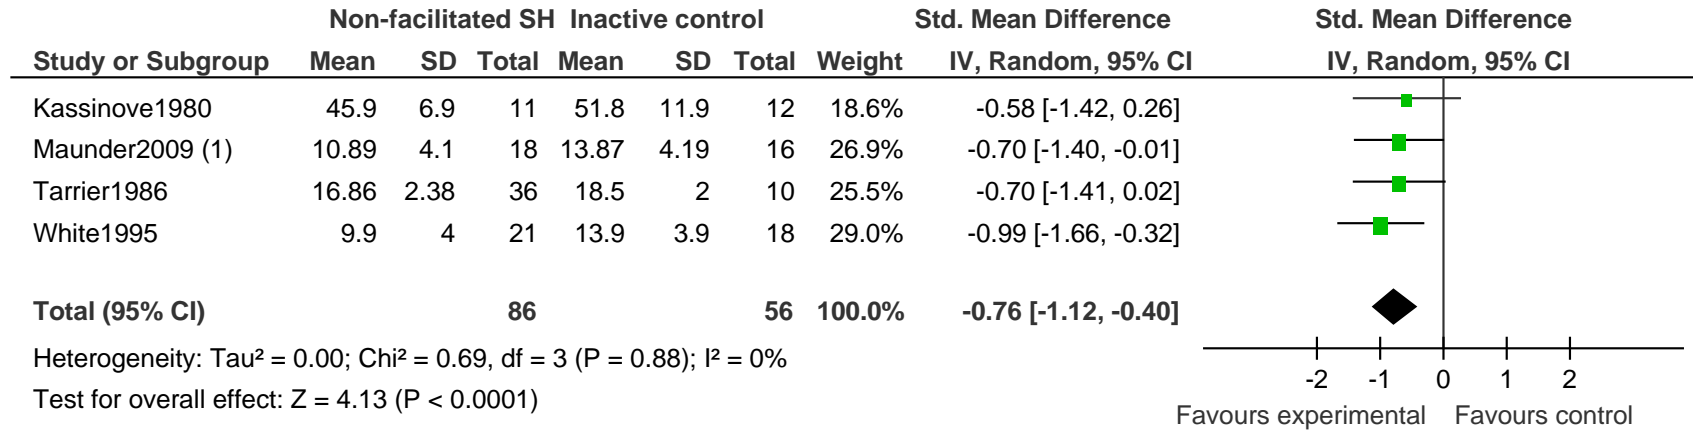 Non-facilitated SH Inactive control Std. Mean Difference Std. Mean Difference
Study or Subgroup Mean SD Total Mean SD Total Weight IV, Random, 95% CI IV, Random, 95% CI
Kassinove1980 45.9 6.9 11 51.8 11.9 12 18.6% -0.58 [-1.42, 0.26]
Maunder2009 (1) 10.89 4.1 18 13.87 4.19 16 26.9% -0.70 [-1.40, -0.01]
Tarrier1986 16.86 2.38 36 18.5 2 10 25.5% -0.70 [-1.41, 0.02]
White1995 9.9 4 21 13.9 3.9 18 29.0% -0.99 [-1.66, -0.32]
Total (95% CI) 86 56 100.0% -0.76 [-1.12, -0.40]
Heterogeneity: Tau² = 0.00; Chi² = 0.69, df = 3 (P = 0.88); I² = 0%
Test for overall effect: Z = 4.13 (P < 0.0001)
-2 -1 0 1 2
Favours experimental Favours control